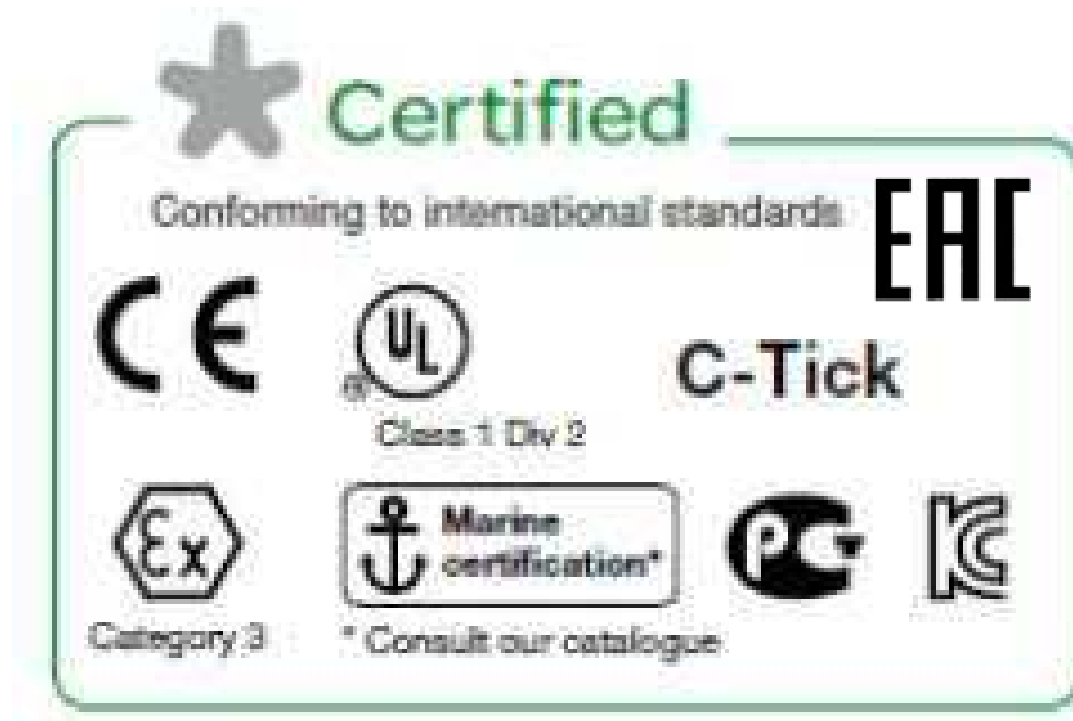 Certified
Conforming to international standards
EAC
CE
UL
®
C-Tick
Class 1 Div 2
Ex
Marine
certification*
PC
KC
Category 3
* Consult our catalogue